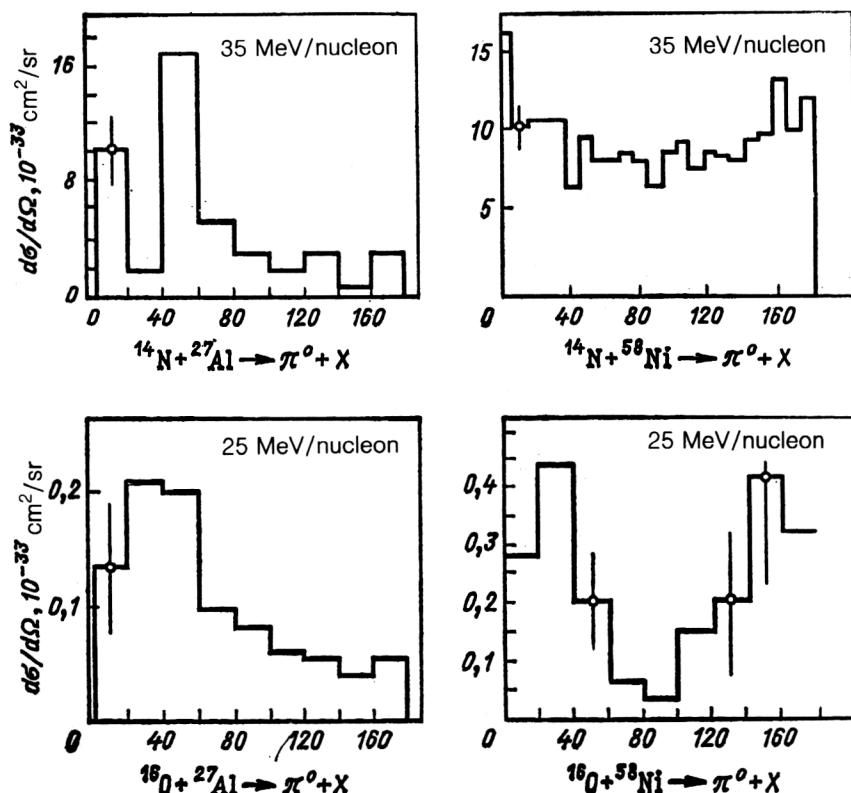 35 MeV/nucleon
dσ/dΩ, 10⁻³³ cm²/sr
16
8
0
0 40 80 120 160
¹⁴N+²⁷Al → π⁰+X
35 MeV/nucleon
15
10
5
0 40 80 120 160
¹⁴N+⁵⁸Ni → π⁰+X
25 MeV/nucleon
dσ/dΩ, 10⁻³³ cm²/sr
0,2
0,1
0 40 80 120 160
¹⁶O+²⁷Al → π⁰+X
25 MeV/nucleon
0,4
0,3
0,2
0,1
0 40 80 120 160
¹⁶O+⁵⁸Ni → π⁰+X